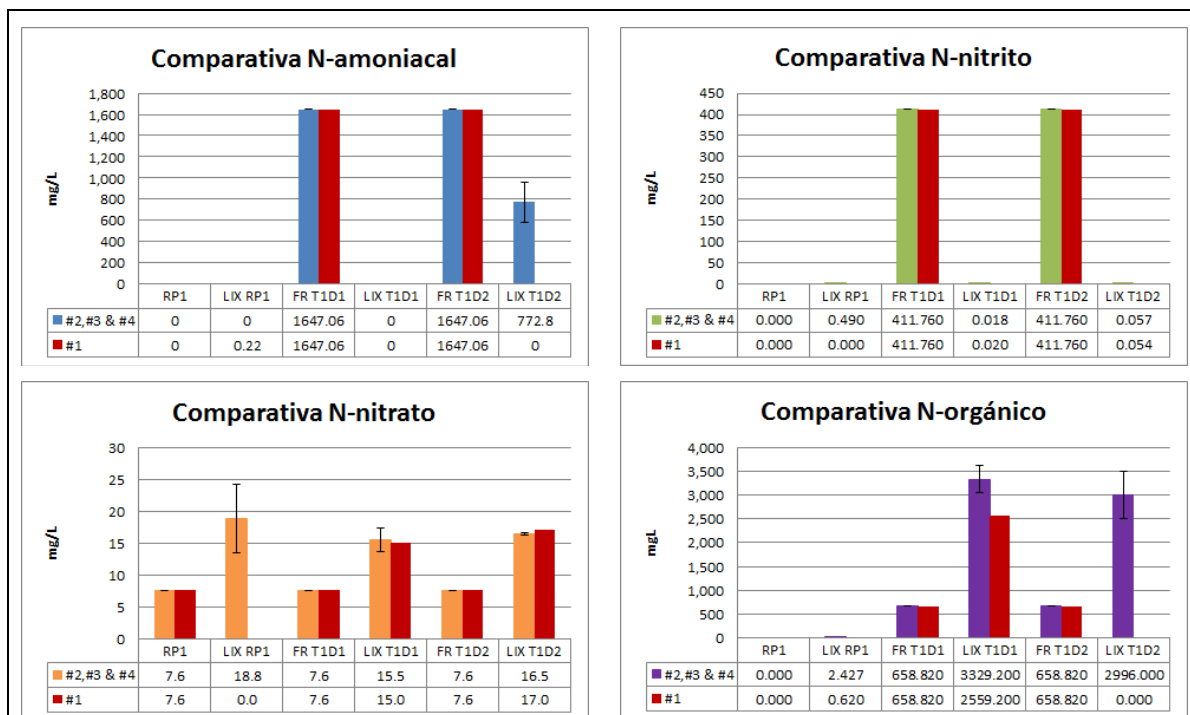 Comparativa N-amoniacal
1,800
1,600
1,400
1,200
1,000
800
600
400
200
0
mg/L
RP1 LIX RP1 FR T1D1 LIX T1D1 FR T1D2 LIX T1D2
#2,#3 & #4 0 0 1647.06 0 1647.06 772.8
#1 0 0.22 1647.06 0 1647.06 0
Comparativa N-nitrito
450
400
350
300
250
200
150
100
50
0
mg/L
RP1 LIX RP1 FR T1D1 LIX T1D1 FR T1D2 LIX T1D2
#2,#3 & #4 0.000 0.490 411.760 0.018 411.760 0.057
#1 0.000 0.000 411.760 0.020 411.760 0.054
Comparativa N-nitrato
30
25
20
15
10
5
0
mg/L
RP1 LIX RP1 FR T1D1 LIX T1D1 FR T1D2 LIX T1D2
#2,#3 & #4 7.6 18.8 7.6 15.5 7.6 16.5
#1 7.6 0.0 7.6 15.0 7.6 17.0
Comparativa N-orgánico
4,000
3,500
3,000
2,500
2,000
1,500
1,000
500
0
mgL
RP1 LIX RP1 FR T1D1 LIX T1D1 FR T1D2 LIX T1D2
#2,#3 & #4 0.000 2.427 658.820 3329.200 658.820 2996.000
#1 0.000 0.620 658.820 2559.200 658.820 0.000